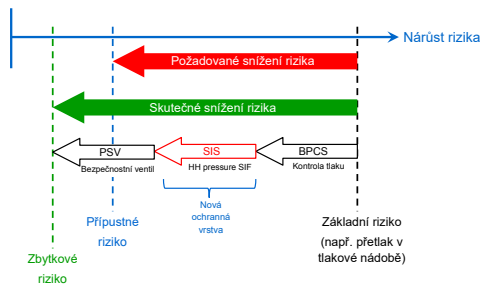 Nárůst rizika
Požadované snížení rizika
Skutečné snížení rizika
PSV
SIS
BPCS
Bezpečnostní ventil
HH pressure SIF
Kontrola tlaku
Nová
ochranná
vrstva
Přípustné
riziko
Základní riziko
(např. přetlak v
tlakové nádobě)
Zbytkové
riziko